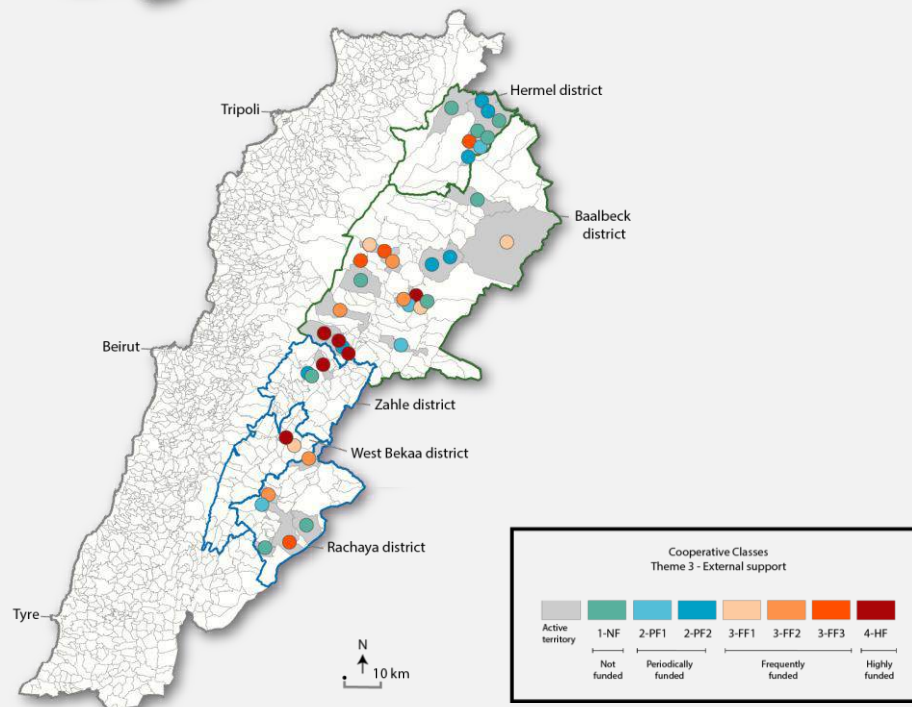 Hermel district
Tripoli
Baalbeck
district
Beirut
Zahle district
West Bekaa district
Rachaya district
Tyre
N
10 km
Cooperative Classes
Theme 3 - External support
Active
territory
1-NF
2-PF1
2-PF2
3-FF1
3-FF2
3-FF3
4-HF
Not
funded
Periodically
funded
Frequently
funded
Highly
funded